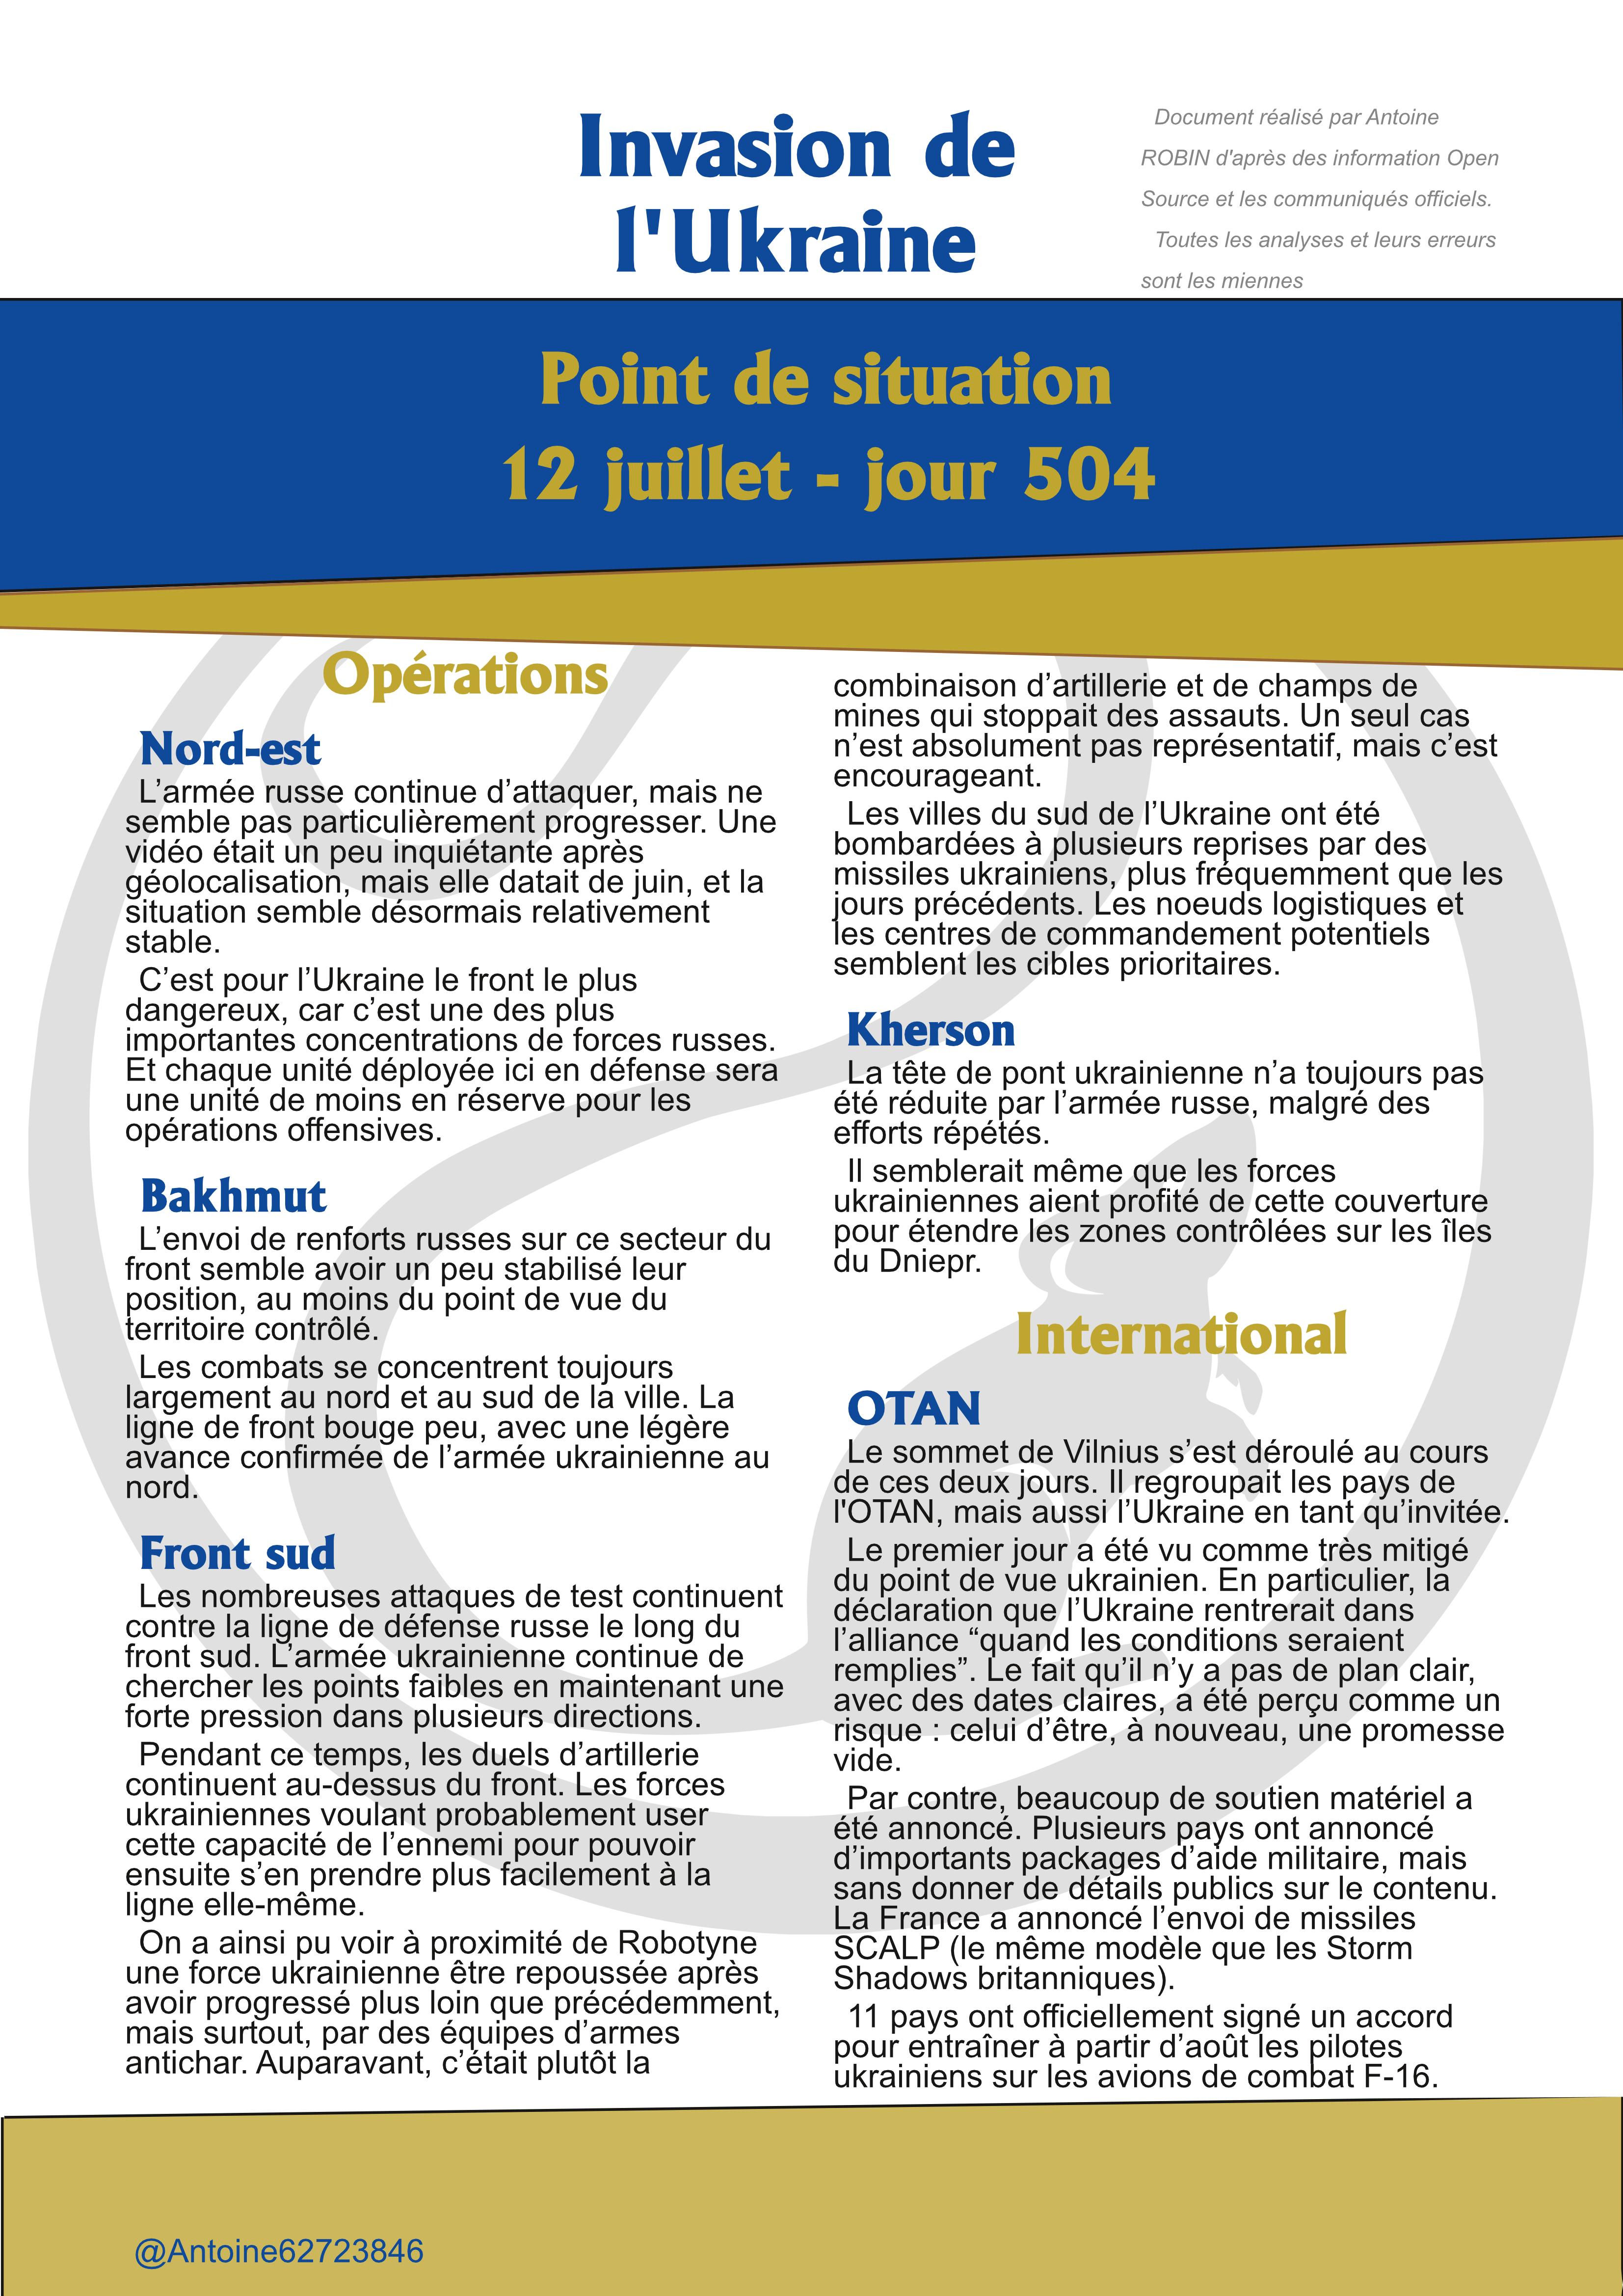 Invasion de
l'Ukraine
Document réalisé par Antoine
ROBIN d'après des information Open
Source et les communiqués officiels.
Toutes les analyses et leurs erreurs
sont les miennes
Point de situation
12 juillet - jour 504
Opérations
Nord-est
L’armée russe continue d’attaquer, mais ne
semble pas particulièrement progresser. Une
vidéo était un peu inquiétante après
géolocalisation, mais elle datait de juin, et la
situation semble désormais relativement
stable.
C’est pour l’Ukraine le front le plus
dangereux, car c’est une des plus
importantes concentrations de forces russes.
Et chaque unité déployée ici en défense sera
une unité de moins en réserve pour les
opérations offensives.
Bakhmut
L’envoi de renforts russes sur ce secteur du
front semble avoir un peu stabilisé leur
position, au moins du point de vue du
territoire contrôlé.
Les combats se concentrent toujours
largement au nord et au sud de la ville. La
ligne de front bouge peu, avec une légère
avance confirmée de l’armée ukrainienne au
nord.
Front sud
Les nombreuses attaques de test continuent
contre la ligne de défense russe le long du
front sud. L’armée ukrainienne continue de
chercher les points faibles en maintenant une
forte pression dans plusieurs directions.
Pendant ce temps, les duels d’artillerie
continuent au-dessus du front. Les forces
ukrainiennes voulant probablement user
cette capacité de l’ennemi pour pouvoir
ensuite s’en prendre plus facilement à la
ligne elle-même.
On a ainsi pu voir à proximité de Robotyne
une force ukrainienne être repoussée après
avoir progressé plus loin que précédemment,
mais surtout, par des équipes d’armes
antichar. Auparavant, c’était plutôt la
combinaison d’artillerie et de champs de
mines qui stoppait des assauts. Un seul cas
n’est absolument pas représentatif, mais c’est
encourageant.
Les villes du sud de l’Ukraine ont été
bombardées à plusieurs reprises par des
missiles ukrainiens, plus fréquemment que les
jours précédents. Les noeuds logistiques et
les centres de commandement potentiels
semblent les cibles prioritaires.
Kherson
La tête de pont ukrainienne n’a toujours pas
été réduite par l’armée russe, malgré des
efforts répétés.
Il semblerait même que les forces
ukrainiennes aient profité de cette couverture
pour étendre les zones contrôlées sur les îles
du Dniepr.
International
OTAN
Le sommet de Vilnius s’est déroulé au cours
de ces deux jours. Il regroupait les pays de
l'OTAN, mais aussi l’Ukraine en tant qu’invitée.
Le premier jour a été vu comme très mitigé
du point de vue ukrainien. En particulier, la
déclaration que l’Ukraine rentrerait dans
l’alliance “quand les conditions seraient
remplies”. Le fait qu’il n’y a pas de plan clair,
avec des dates claires, a été perçu comme un
risque : celui d’être, à nouveau, une promesse
vide.
Par contre, beaucoup de soutien matériel a
été annoncé. Plusieurs pays ont annoncé
d’importants packages d’aide militaire, mais
sans donner de détails publics sur le contenu.
La France a annoncé l’envoi de missiles
SCALP (le même modèle que les Storm
Shadows britanniques).
11 pays ont officiellement signé un accord
pour entraîner à partir d’août les pilotes
ukrainiens sur les avions de combat F-16.
@Antoine62723846